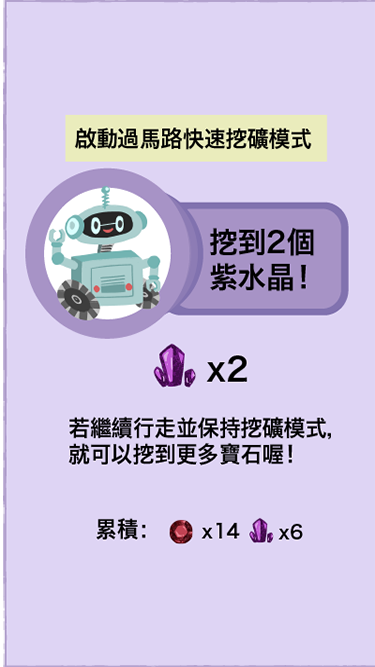 啟動過馬路快速挖礦模式
挖到2個
紫水晶！
x2
若繼續行走並保持挖礦模式,
就可以挖到更多寶石喔！
累積： x14 x6